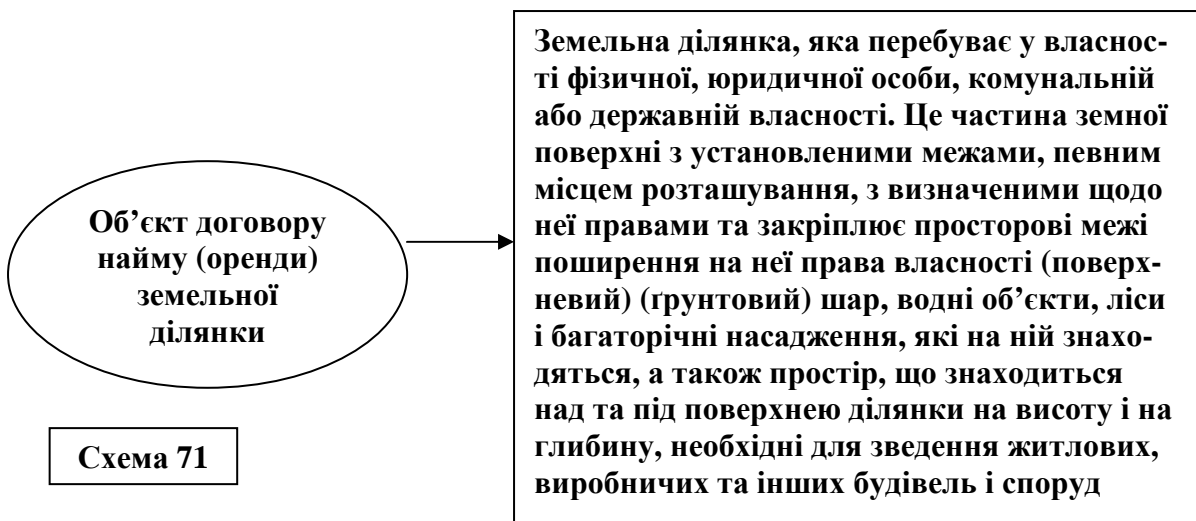 Об’єкт договору
найму (оренди)
земельної
ділянки
Земельна ділянка, яка перебуває у власнос-
ті фізичної, юридичної особи, комунальній
або державній власності. Це частина земної
поверхні з установленими межами, певним
місцем розташування, з визначеними щодо
неї правами та закріплює просторові межі
поширення на неї права власності (поверх-
невий) (ґрунтовий) шар, водні об’єкти, ліси
і багаторічні насадження, які на ній знахо-
дяться, а також простір, що знаходиться
над та під поверхнею ділянки на висоту і на
глибину, необхідні для зведення житлових,
виробничих та інших будівель і споруд
Схема 71